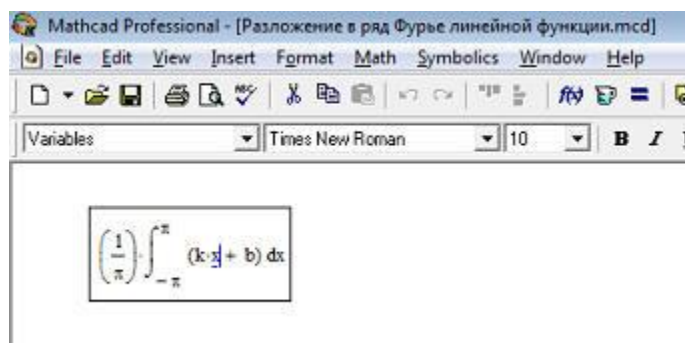 Mathcad Professional - [Разложение в ряд Фурье линейной функции.mcd]
File Edit View Insert Format Math Symbolics Window Help
Variables Times New Roman 10 B I
(1/π)·∫_{-π}^{π} (k·x + b) dx